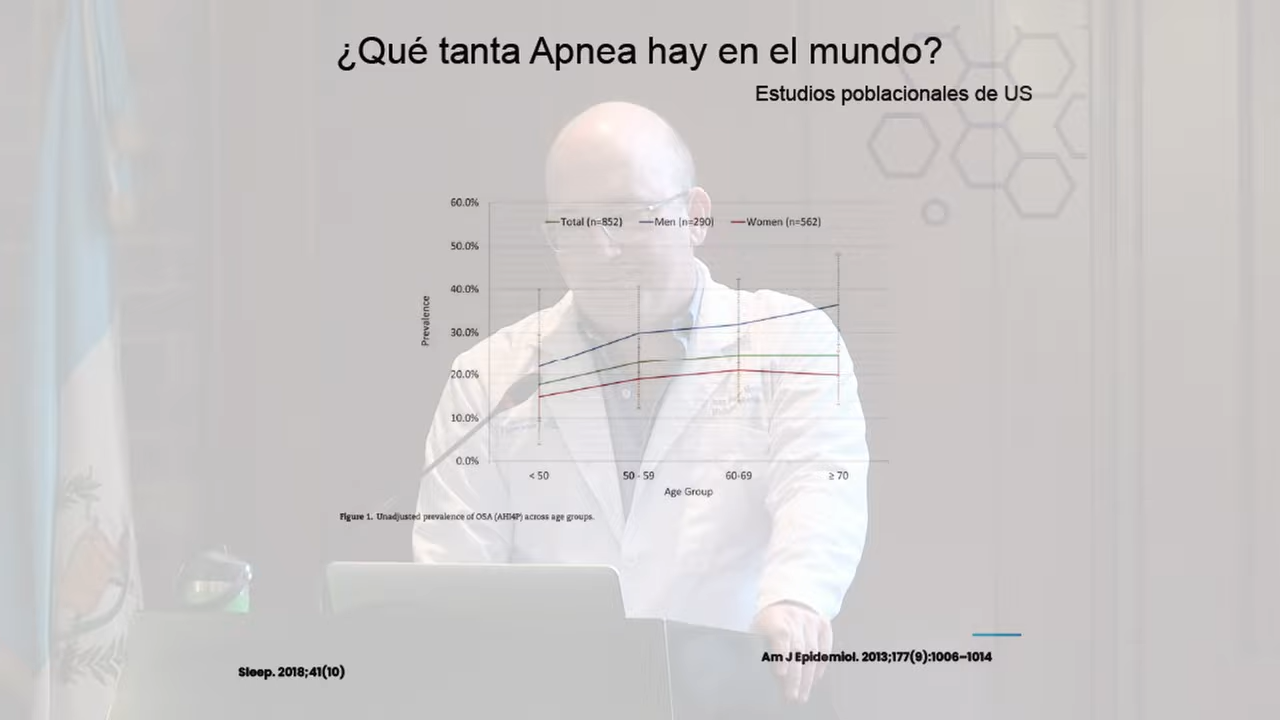 ¿Qué tanta Apnea hay en el mundo?
Estudios poblacionales de US
60.0%
Total (n=852) Men (n=290) Women (n=562)
50.0%
40.0%
30.0%
20.0%
10.0%
0.0%
Prevalence
< 50 50 - 59 60-69 ≥ 70
Age Group
Figure 1. Unadjusted prevalence of OSA (AHI4P) across age groups.
Am J Epidemiol. 2013;177(9):1006–1014
Sleep. 2018;41(10)